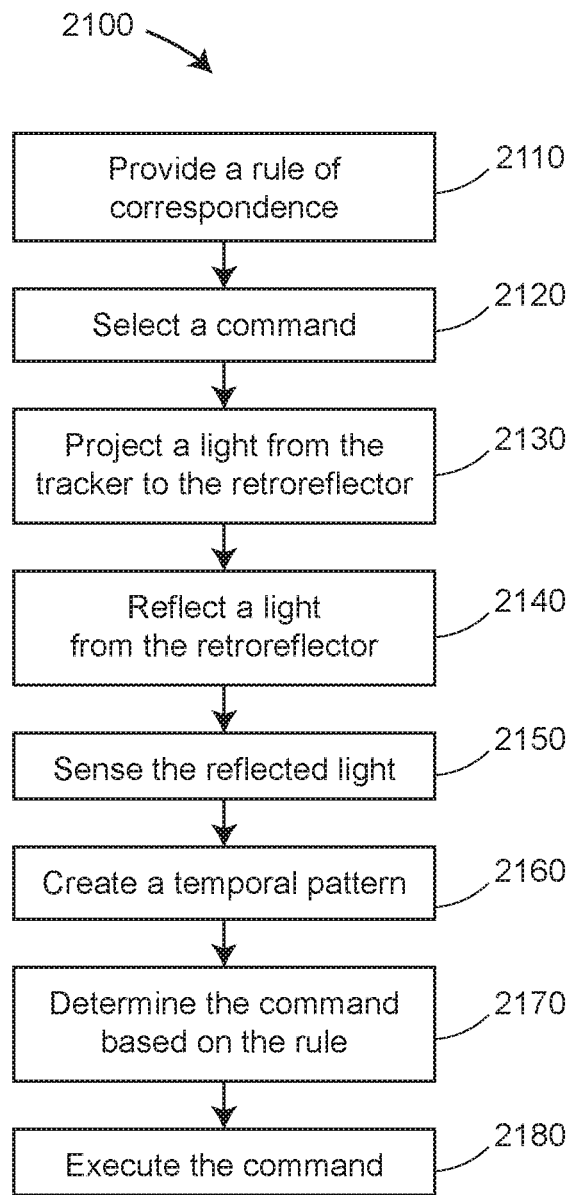 2100
Provide a rule of
correspondence
2110
Select a command
2120
Project a light from the
tracker to the retroreflector
2130
Reflect a light
from the retroreflector
2140
Sense the reflected light
2150
Create a temporal pattern
2160
Determine the command
based on the rule
2170
Execute the command
2180